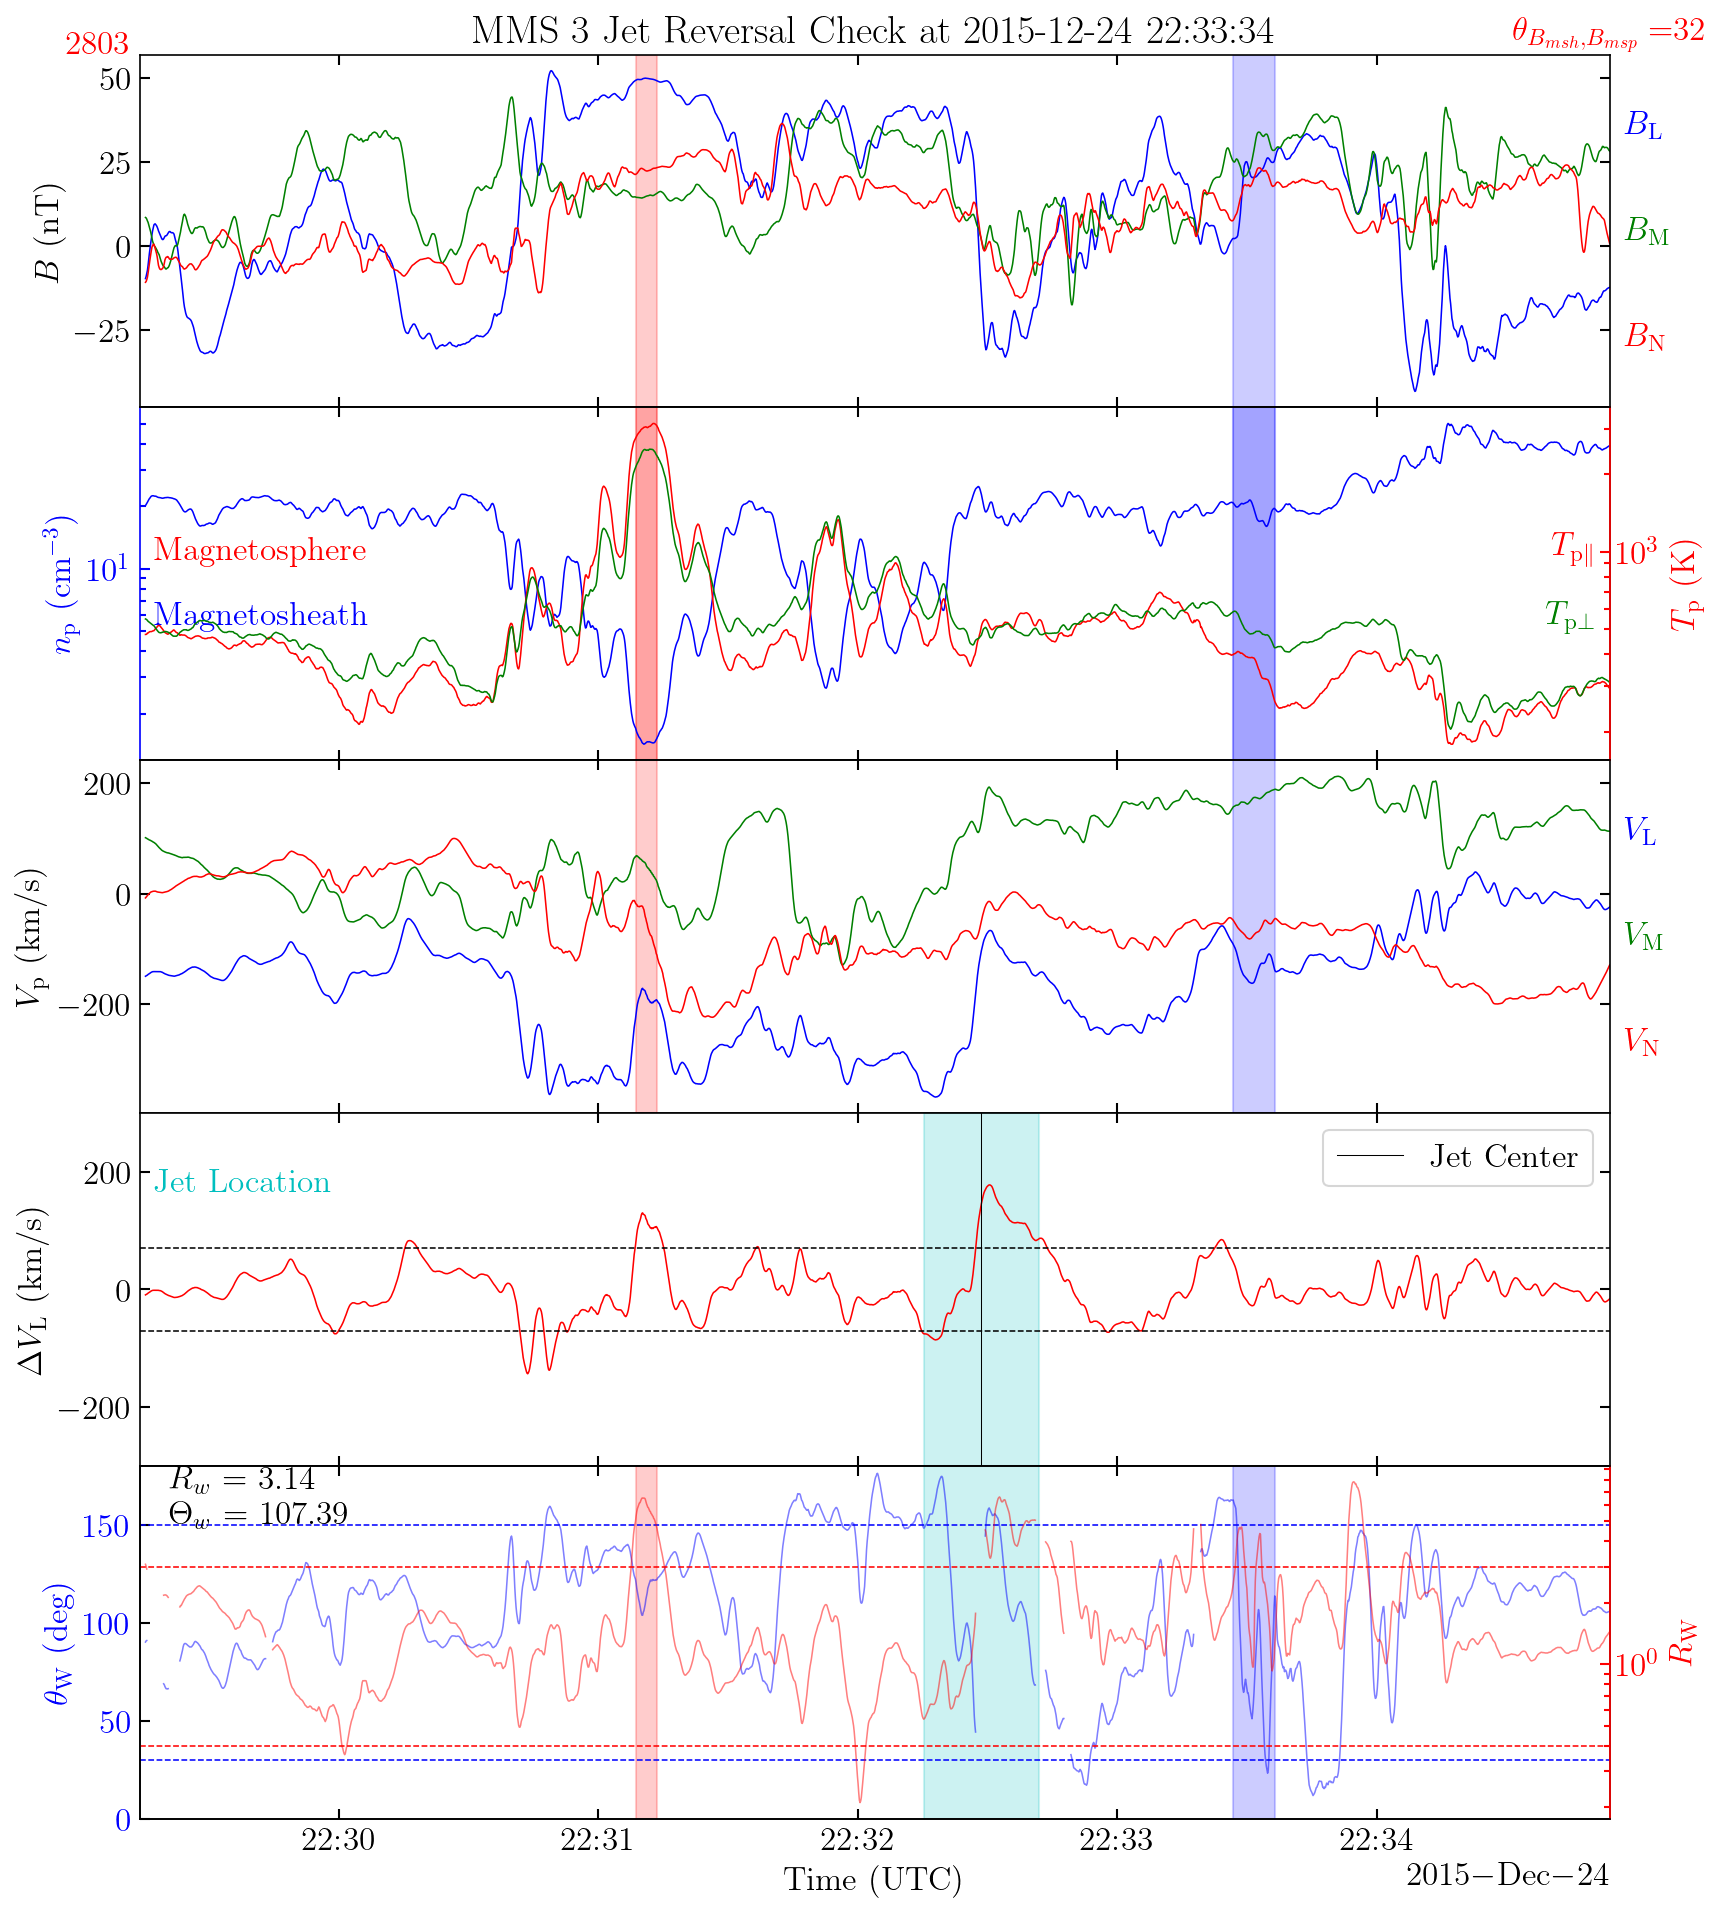 MMS 3 Jet Reversal Check at 2015-12-24 22:33:34
2803
θ_{B_{msh},B_{msp}} =32
50
25
0
−25
B (nT)
B_L
B_M
B_N
10^1
n_p (cm^{−3})
Magnetosphere
Magnetosheath
T_{p∥}
T_{p⊥}
10^3
T_p (K)
200
0
−200
V_p (km/s)
V_L
V_M
V_N
200
0
−200
ΔV_L (km/s)
Jet Location
Jet Center
R_w = 3.14
Θ_w = 107.39
150
100
50
0
θ_W (deg)
10^0
R_W
22:30 22:31 22:32 22:33 22:34
Time (UTC)
2015−Dec−24